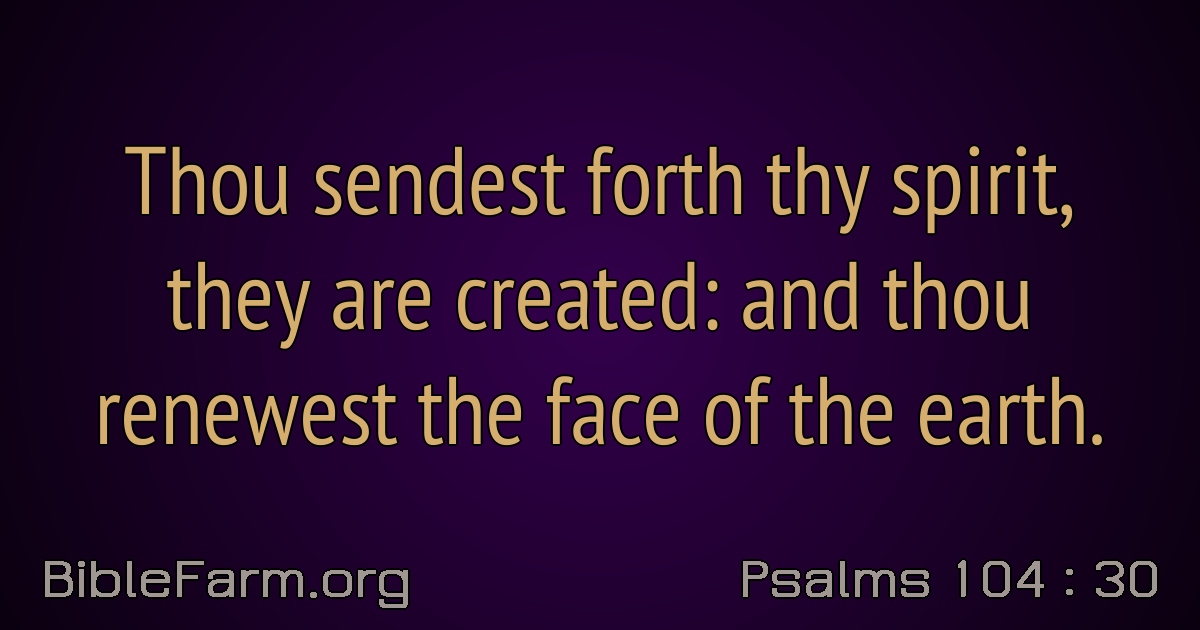 Thou sendest forth thy spirit,
they are created: and thou
renewest the face of the earth.
BibleFarm.org
Psalms 104 : 30